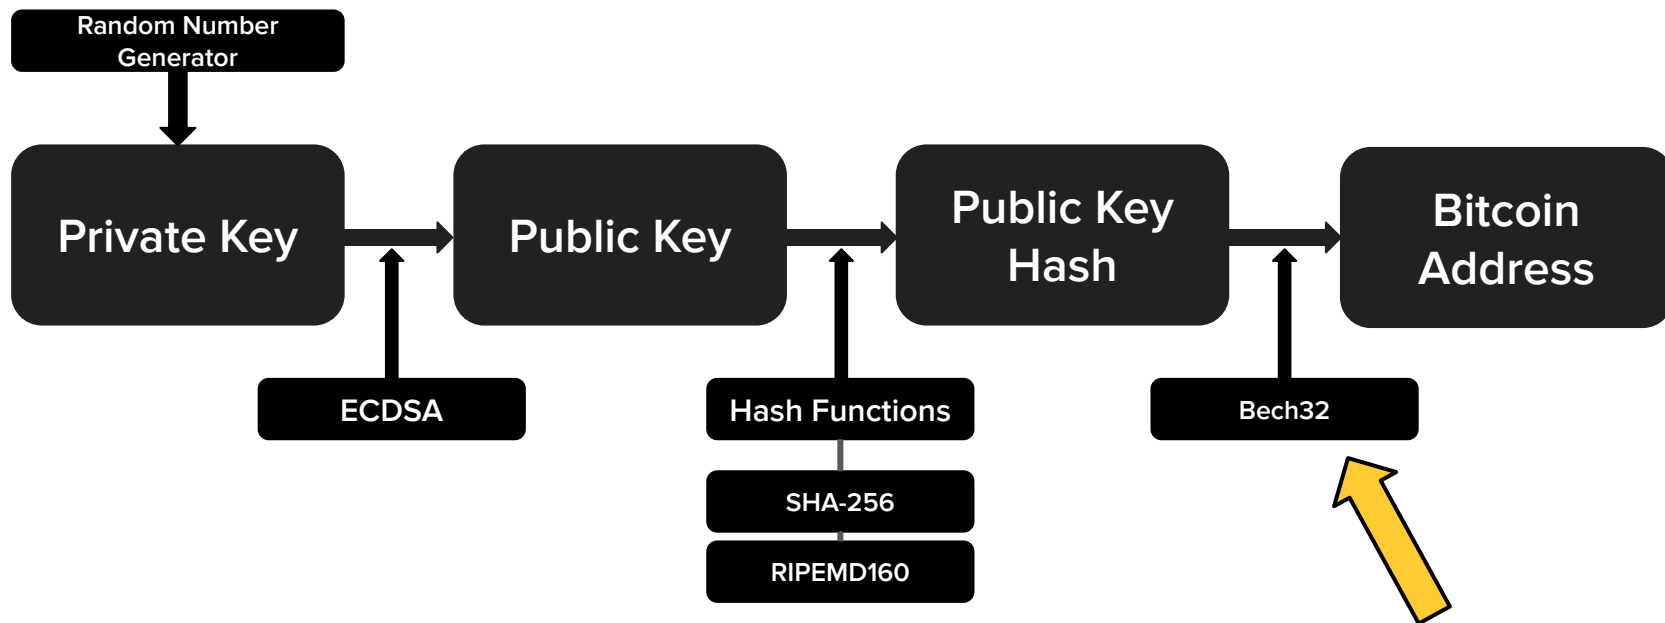 Random Number
Generator
Private Key
Public Key
Public Key
Hash
Bitcoin
Address
ECDSA
Hash Functions
Bech32
SHA-256
RIPEMD160